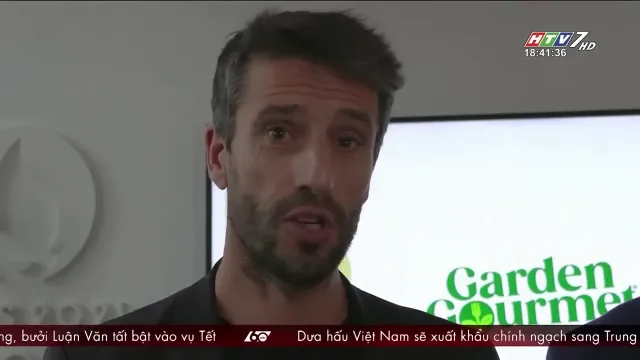 HTV7 HD
18:41:36
Garden
Gourmet
bưởi Luận Văn tất bật vào vụ Tết
60
Dưa hấu Việt Nam sẽ xuất khẩu chính ngạch sang Trung